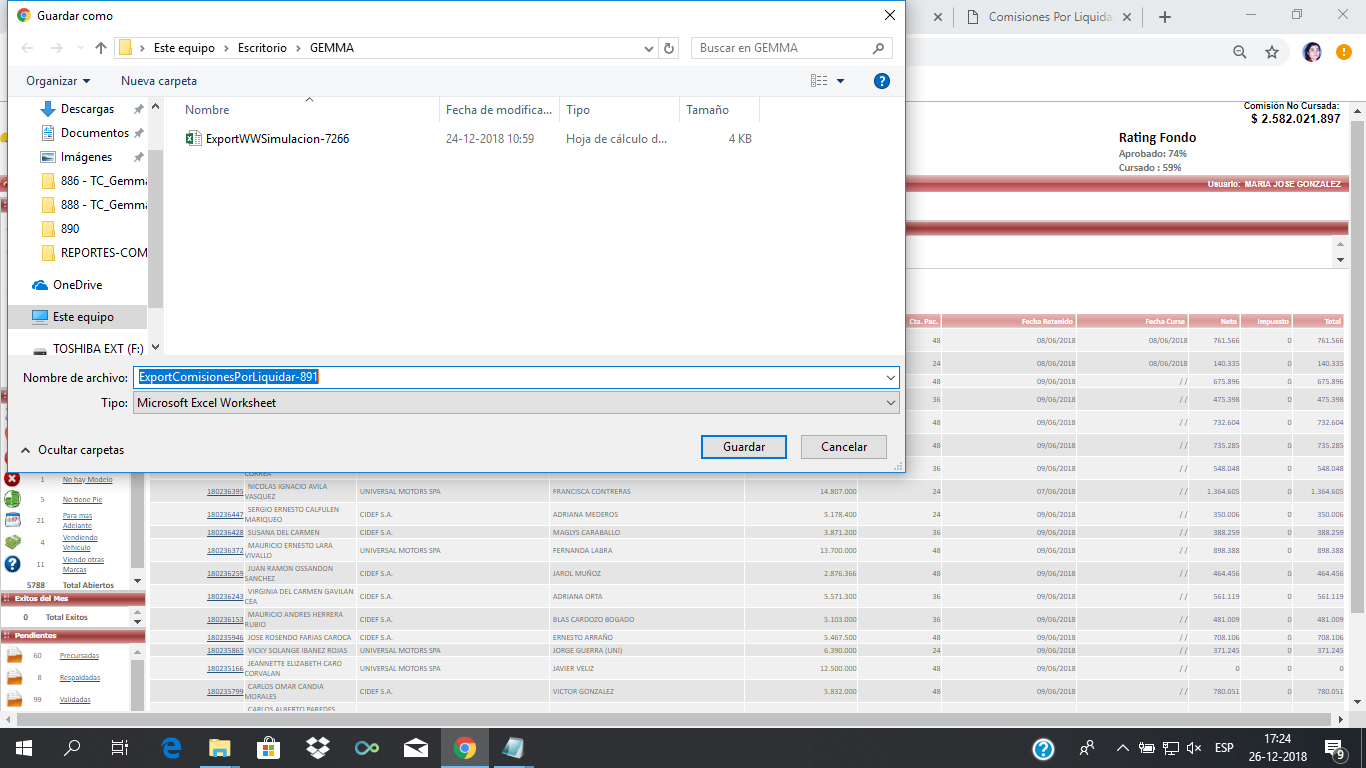 Guardar como
Comisiones Por Liquida
Este equipo
Escritorio
GEMMA
Buscar en GEMMA
Organizar
Nueva carpeta
Descargas
Documentos
Imágenes
886 - TC_Gemma
888 - TC_Gemma
890
REPORTES-COM
OneDrive
Este equipo
TOSHIBA EXT (F:)
Nombre
Fecha de modifica...
Tipo
Tamaño
ExportWWSimulacion-7266 24-12-2018 10:59 Hoja de cálculo d... 4 KB
Nombre de archivo: ExportComisionesPorLiquidar-891
Tipo: Microsoft Excel Worksheet
Ocultar carpetas
Guardar
Cancelar
Comisión No Cursada:
$ 2.582.021.897
Rating Fondo
Aprobado: 74%
Cursado : 59%
Usuario: MARIA JOSE GONZALEZ
Cta. Pac. Fecha Retenido Fecha Curse Neto Impuesto Total
48 08/06/2018 08/06/2018 761.566 0 761.566
24 08/06/2018 08/06/2018 140.335 0 140.335
48 09/06/2018 / / 675.896 0 675.896
36 09/06/2018 / / 475.398 0 475.398
48 09/06/2018 / / 732.604 0 732.604
48 09/06/2018 / / 735.285 0 735.285
CORREA 36 09/06/2018 / / 548.048 0 548.048
180236395 NICOLAS IGNACIO AVILA VASQUEZ UNIVERSAL MOTORS SPA FRANCISCA CONTRERAS 14.807.000 24 07/06/2018 / / 1.364.605 0 1.364.605
180236447 SERGIO ERNESTO CALFULEN MARIQUEO CIDEF S.A. ADRIANA MEDEROS 5.178.400 24 09/06/2018 / / 350.006 0 350.006
180236428 SUSANA DEL CARMEN CIDEF S.A. MAGLYS CARABALLO 3.871.200 36 09/06/2018 / / 388.259 0 388.259
180236372 MAURICIO ERNESTO LARA VIVALLO UNIVERSAL MOTORS SPA FERNANDA LABRA 13.700.000 48 09/06/2018 / / 898.388 0 898.388
180236259 JUAN RAMON OSSANDON SANCHEZ CIDEF S.A. JAROL MUÑOZ 2.876.366 48 09/06/2018 / / 464.456 0 464.456
180236243 VIRGINIA DEL CARMEN GAVILAN CEA CIDEF S.A. ADRIANA ORTA 5.571.300 36 09/06/2018 / / 561.119 0 561.119
180236153 MAURICIO ANDRES HERRERA RUBIO CIDEF S.A. BLAS CARDOZO BOGADO 5.103.000 36 09/06/2018 / / 481.009 0 481.009
180235946 JOSE ROSENDO FARIAS CAROCA CIDEF S.A. ERNESTO ARRAÑO 5.467.500 48 09/06/2018 / / 708.106 0 708.106
180235865 VICKY SOLANGE IBANEZ ROJAS UNIVERSAL MOTORS SPA JORGE GUERRA (UNI) 6.390.000 24 09/06/2018 / / 371.245 0 371.245
180235166 JEANNETTE ELIZABETH CARO CORVALAN UNIVERSAL MOTORS SPA JAVIER VELIZ 12.500.000 48 09/06/2018 / / 0 0 0
180235799 CARLOS OMAR CANDIA MORALES CIDEF S.A. VICTOR GONZALEZ 5.832.000 48 09/06/2018 / / 780.051 0 780.051
CARLOS ALBERTO PAREDES
1 No hay Modelo
5 No tiene Pie
21 Para mas Adelante
4 Vendiendo Vehiculo
11 Viendo otras Marcas
5788 Total Abiertos
Exitos del Mes
0 Total Exitos
Pendientes
60 Precursadas
8 Respaldadas
99 Validadas
ESP
17:24
26-12-2018
9